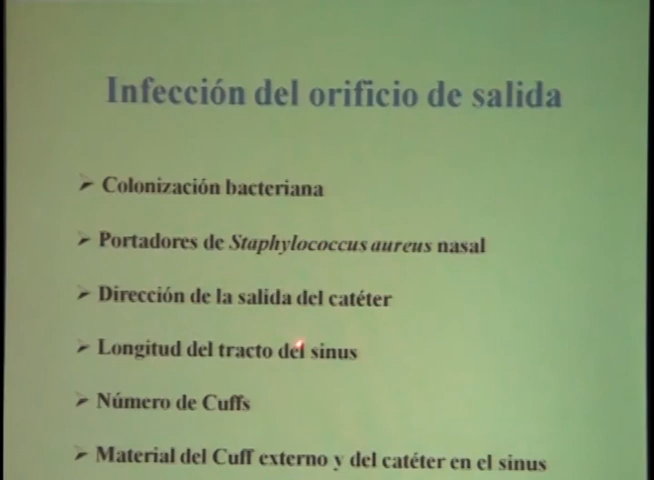 Infección del orificio de salida
Colonización bacteriana
Portadores de Staphylococcus aureus nasal
Dirección de la salida del catéter
Longitud del tracto del sinus
Número de Cuffs
Material del Cuff externo y del catéter en el sinus